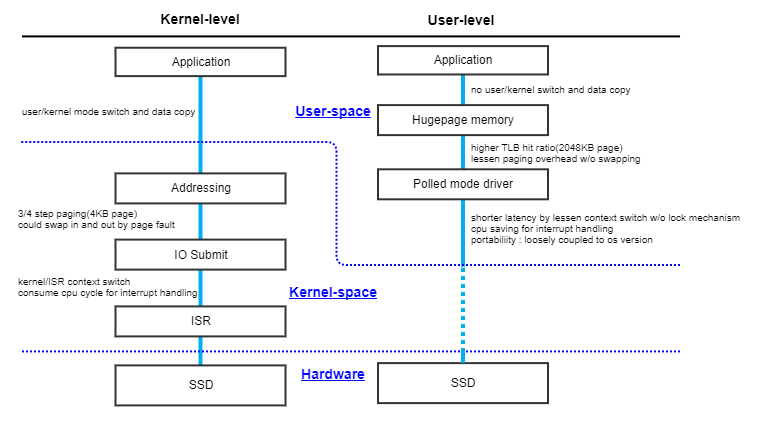 Kernel-level
User-level
Application
user/kernel mode switch and data copy
Addressing
3/4 step paging(4KB page)
could swap in and out by page fault
IO Submit
kernel/ISR context switch
consume cpu cycle for interrupt handling
ISR
SSD
User-space
Kernel-space
Hardware
Application
no user/kernel switch and data copy
Hugepage memory
higher TLB hit ratio(2048KB page)
lessen paging overhead w/o swapping
Polled mode driver
shorter latency by lessen context switch w/o lock mechanism
cpu saving for interrupt handling
portabiliity : loosely coupled to os version
SSD